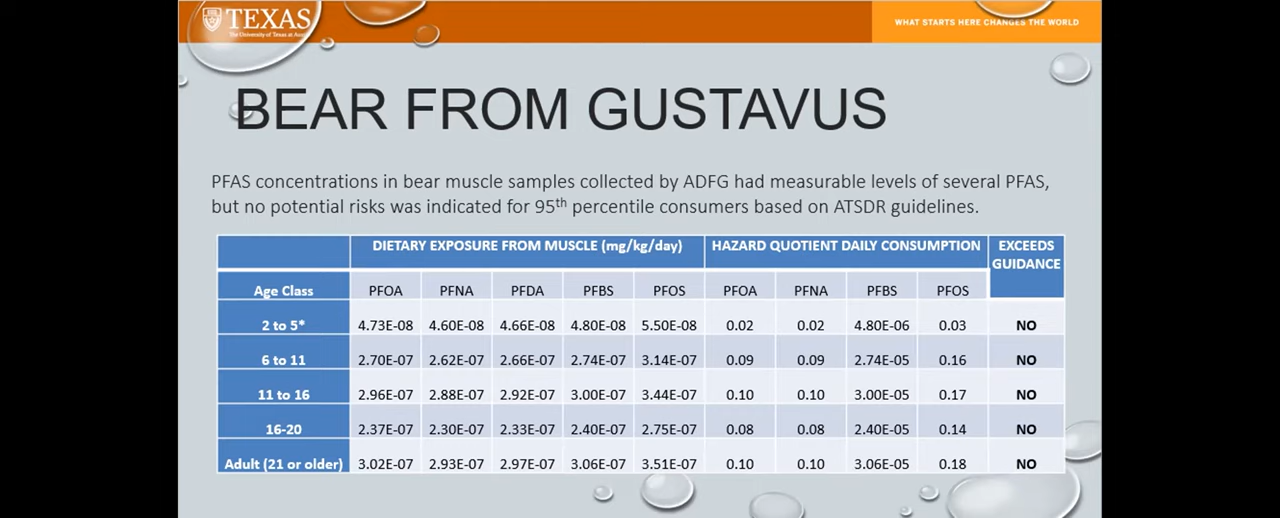 TEXAS
The University of Texas at Austin
WHAT STARTS HERE CHANGES THE WORLD
BEAR FROM GUSTAVUS
PFAS concentrations in bear muscle samples collected by ADFG had measurable levels of several PFAS,
but no potential risks was indicated for 95th percentile consumers based on ATSDR guidelines.
DIETARY EXPOSURE FROM MUSCLE (mg/kg/day) HAZARD QUOTIENT DAILY CONSUMPTION EXCEEDS
GUIDANCE
Age Class PFOA PFNA PFDA PFBS PFOS PFOA PFNA PFBS PFOS
2 to 5* 4.73E-08 4.60E-08 4.66E-08 4.80E-08 5.50E-08 0.02 0.02 4.80E-06 0.03 NO
6 to 11 2.70E-07 2.62E-07 2.66E-07 2.74E-07 3.14E-07 0.09 0.09 2.74E-05 0.16 NO
11 to 16 2.96E-07 2.88E-07 2.92E-07 3.00E-07 3.44E-07 0.10 0.10 3.00E-05 0.17 NO
16-20 2.37E-07 2.30E-07 2.33E-07 2.40E-07 2.75E-07 0.08 0.08 2.40E-05 0.14 NO
Adult (21 or older) 3.02E-07 2.93E-07 2.97E-07 3.06E-07 3.51E-07 0.10 0.10 3.06E-05 0.18 NO